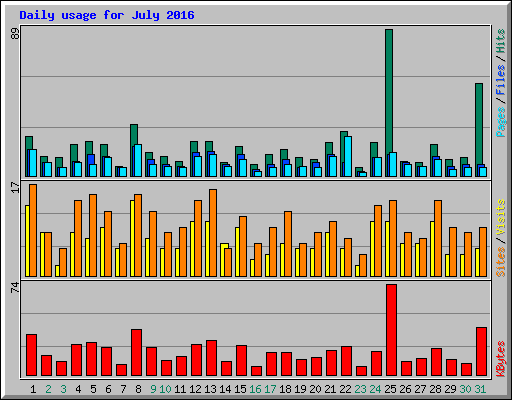 Daily usage for July 2016
89
Pages / Files / Hits
17
Sites / Visits
74
KBytes
1 2 3 4 5 6 7 8 9 10 11 12 13 14 15 16 17 18 19 20 21 22 23 24 25 26 27 28 29 30 31